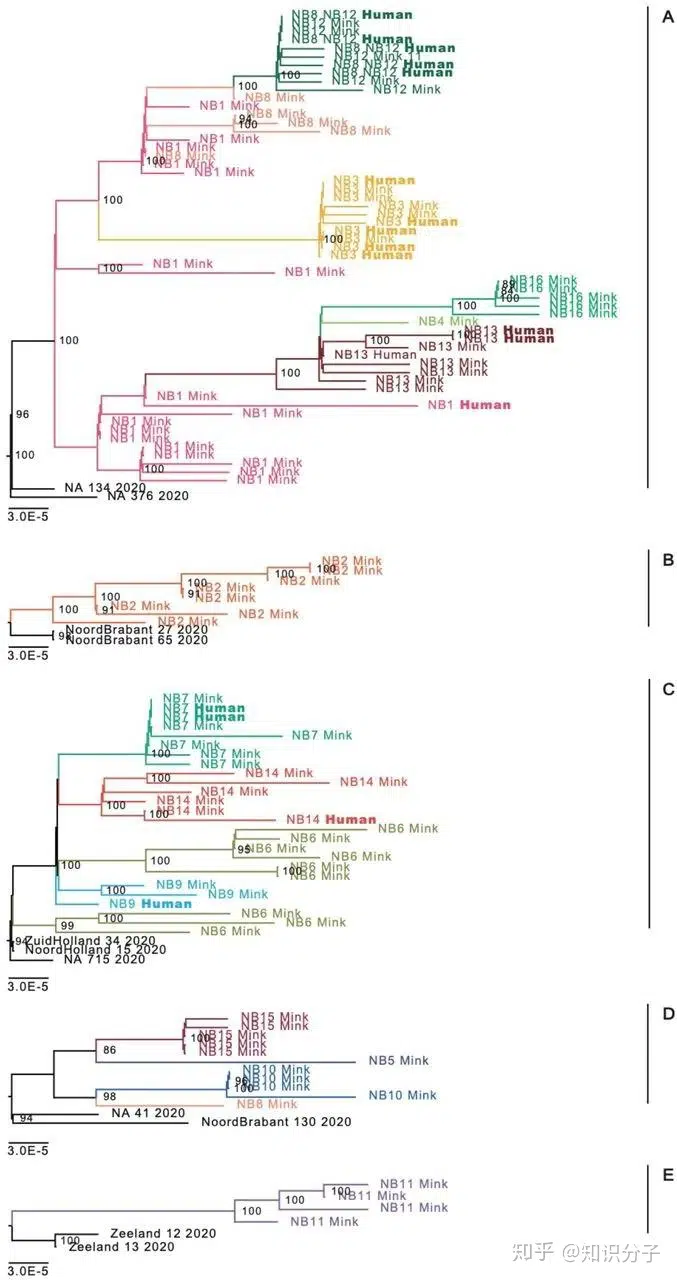 A
NB8 NB12 Human
NB12 Mink
NB12 Mink
NB8 NB12 Human
NB8 NB12 Human
NB12 Mink 11
NB8 NB12 Human
100
NB8 NB12 Human
NB12 Mink
NB12 Mink
100
NB8 Mink
NB1 Mink
94
NB8 Mink
100
NB8 Mink
NB1 Mink
NB1 Mink
NB8 Mink
100
NB1 Mink
NB1 Mink
NB3 Human
NB3 Mink
NB3 Mink
100
NB3 Mink
NB3 Mink
NB3 Human
NB3 Human
100
NB3 Mink
NB3 Human
NB3 Human
100
NB1 Mink
NB1 Mink
NB16 Mink
NB16 Mink
84
100
NB16 Mink
100
NB16 Mink
NB4 Mink
NB13 Human
100
NB13 Human
100
NB13 Mink
NB13 Human
NB13 Mink
100
NB13 Mink
NB13 Mink
NB13 Mink
100
NB1 Mink
NB1 Human
96
NB1 Mink
NB1 Mink
NB1 Mink
NB1 Mink
NB1 Mink
100
NB1 Mink
NB1 Mink
100
NB1 Mink
NB1 Mink
NA 134 2020
NA 376 2020
3.0E-5
B
NB2 Mink
100
NB2 Mink
100
NB2 Mink
100
NB2 Mink
91
NB2 Mink
100
91
NB2 Mink
NB2 Mink
NB2 Mink
NoordBrabant 27 2020
NoordBrabant 65 2020
3.0E-5
C
NB7 Mink
NB7 Human
NB7 Human
NB7 Mink
NB7 Mink
NB7 Mink
100
NB7 Mink
NB7 Mink
100
NB14 Mink
NB14 Mink
NB14 Mink
100
NB14 Mink
100
NB14 Mink
NB14 Human
NB6 Mink
NB6 Mink
95
NB6 Mink
NB6 Mink
100
100
NB6 Mink
100
NB6 Mink
NB9 Mink
100
NB9 Mink
NB9 Human
100
NB6 Mink
99
NB6 Mink
NB6 Mink
94
ZuidHolland 34 2020
NoordHolland 15 2020
NA 715 2020
3.0E-5
D
NB15 Mink
NB15 Mink
100
NB15 Mink
NB15 Mink
NB15 Mink
86
NB5 Mink
NB10 Mink
96
NB10 Mink
100
NB10 Mink
98
NB10 Mink
NB8 Mink
NA 41 2020
94
NoordBrabant 130 2020
3.0E-5
E
NB11 Mink
100
NB11 Mink
100
NB11 Mink
100
NB11 Mink
Zeeland 12 2020
100
Zeeland 13 2020
3.0E-5
知乎 @知识分子